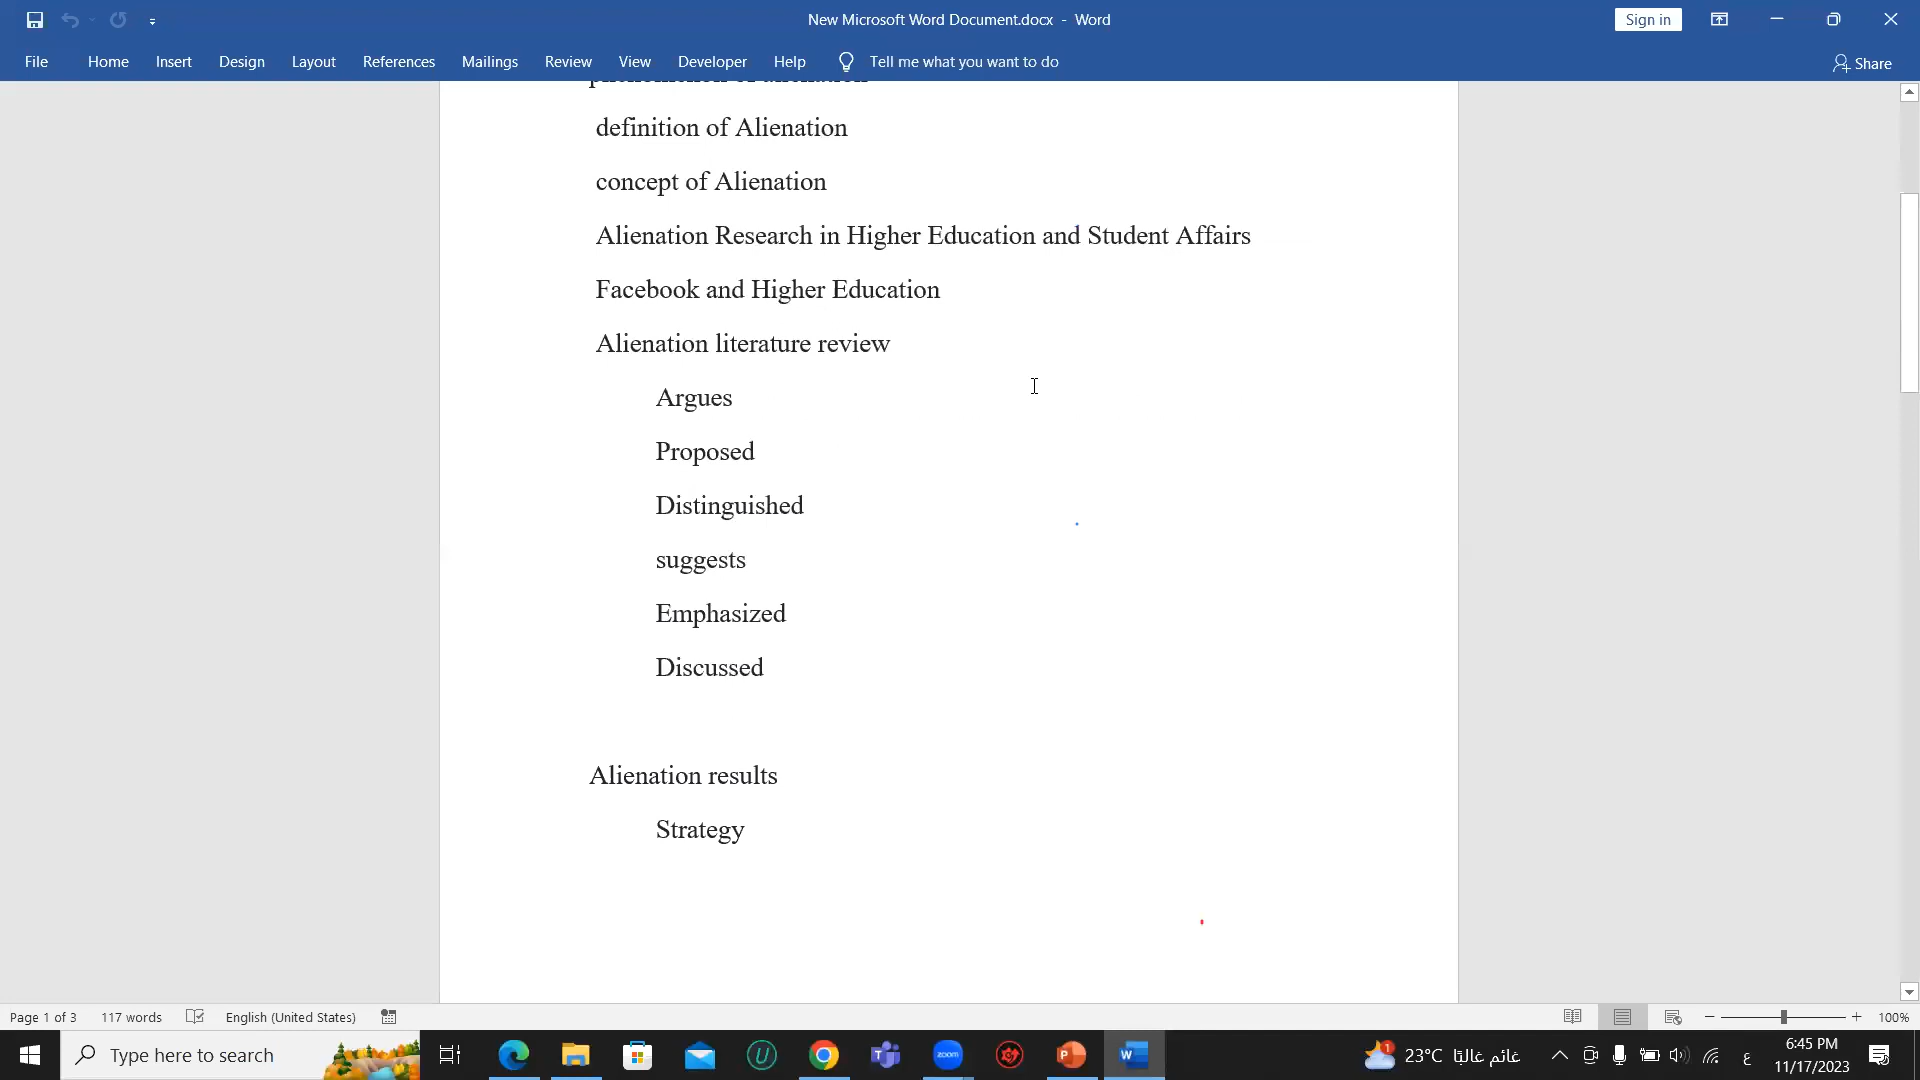 New Microsoft Word Document.docx - Word
Sign in
File Home Insert Design Layout References Mailings Review View Developer Help Tell me what you want to do
Share
phenomenon of alienation
definition of Alienation
concept of Alienation
Alienation Research in Higher Education and Student Affairs
Facebook and Higher Education
Alienation literature review
Argues
Proposed
Distinguished
suggests
Emphasized
Discussed
Alienation results
Strategy
Page 1 of 3 117 words English (United States)
100%
Type here to search
zoom
23°C غائم غالبًا
ع
6:45 PM
11/17/2023